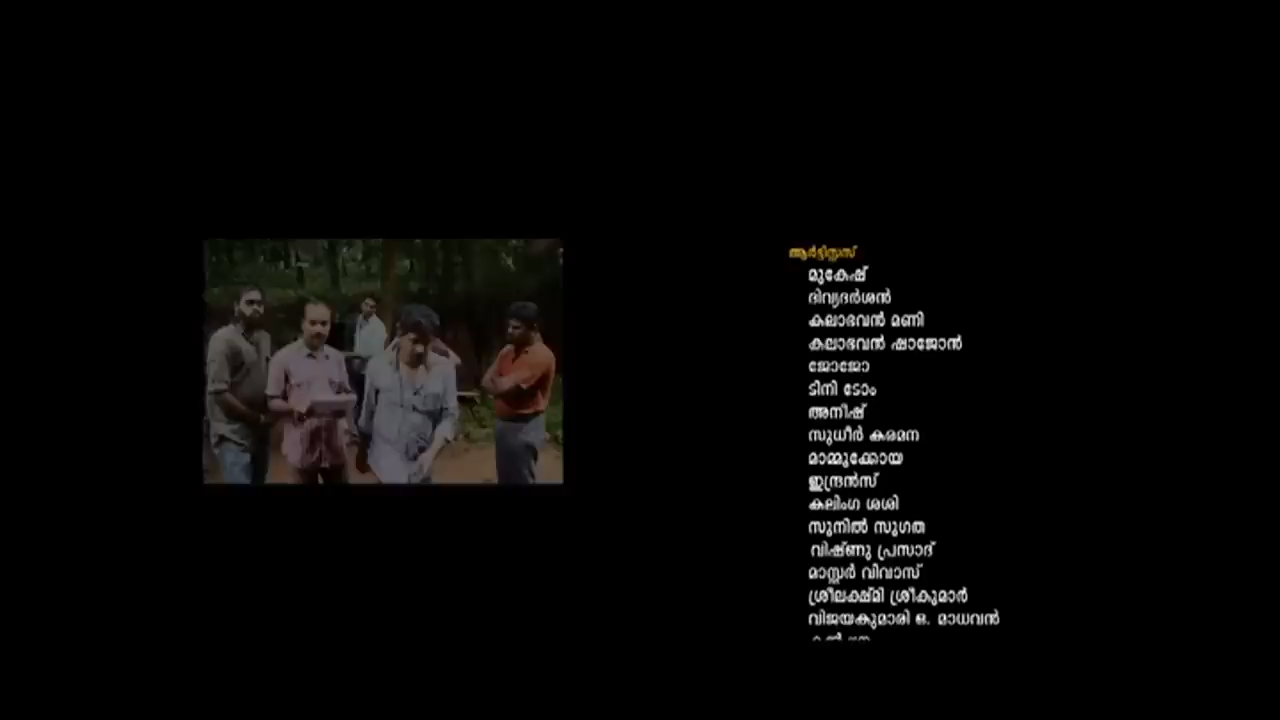 ആർട്ടിസ്റ്റസ്
മുകേഷ്
ദിവ്യദർശൻ
കലാഭവൻ മണി
കലാഭവൻ ഷാജോൻ
ജോജോ
ടിനി ടോം
അനീഷ്
സുധീർ കരമന
മാമ്മൂക്കോയ
ഇന്ദ്രൻസ്
കലിംഗ ശശി
സുനിൽ സുഗത
വിഷ്ണു പ്രസാദ്
മാസ്റ്റർ വിവാസ്
ശ്രീലക്ഷ്മി ശ്രീകുമാർ
വിജയകുമാരി ഒ. മാധവൻ